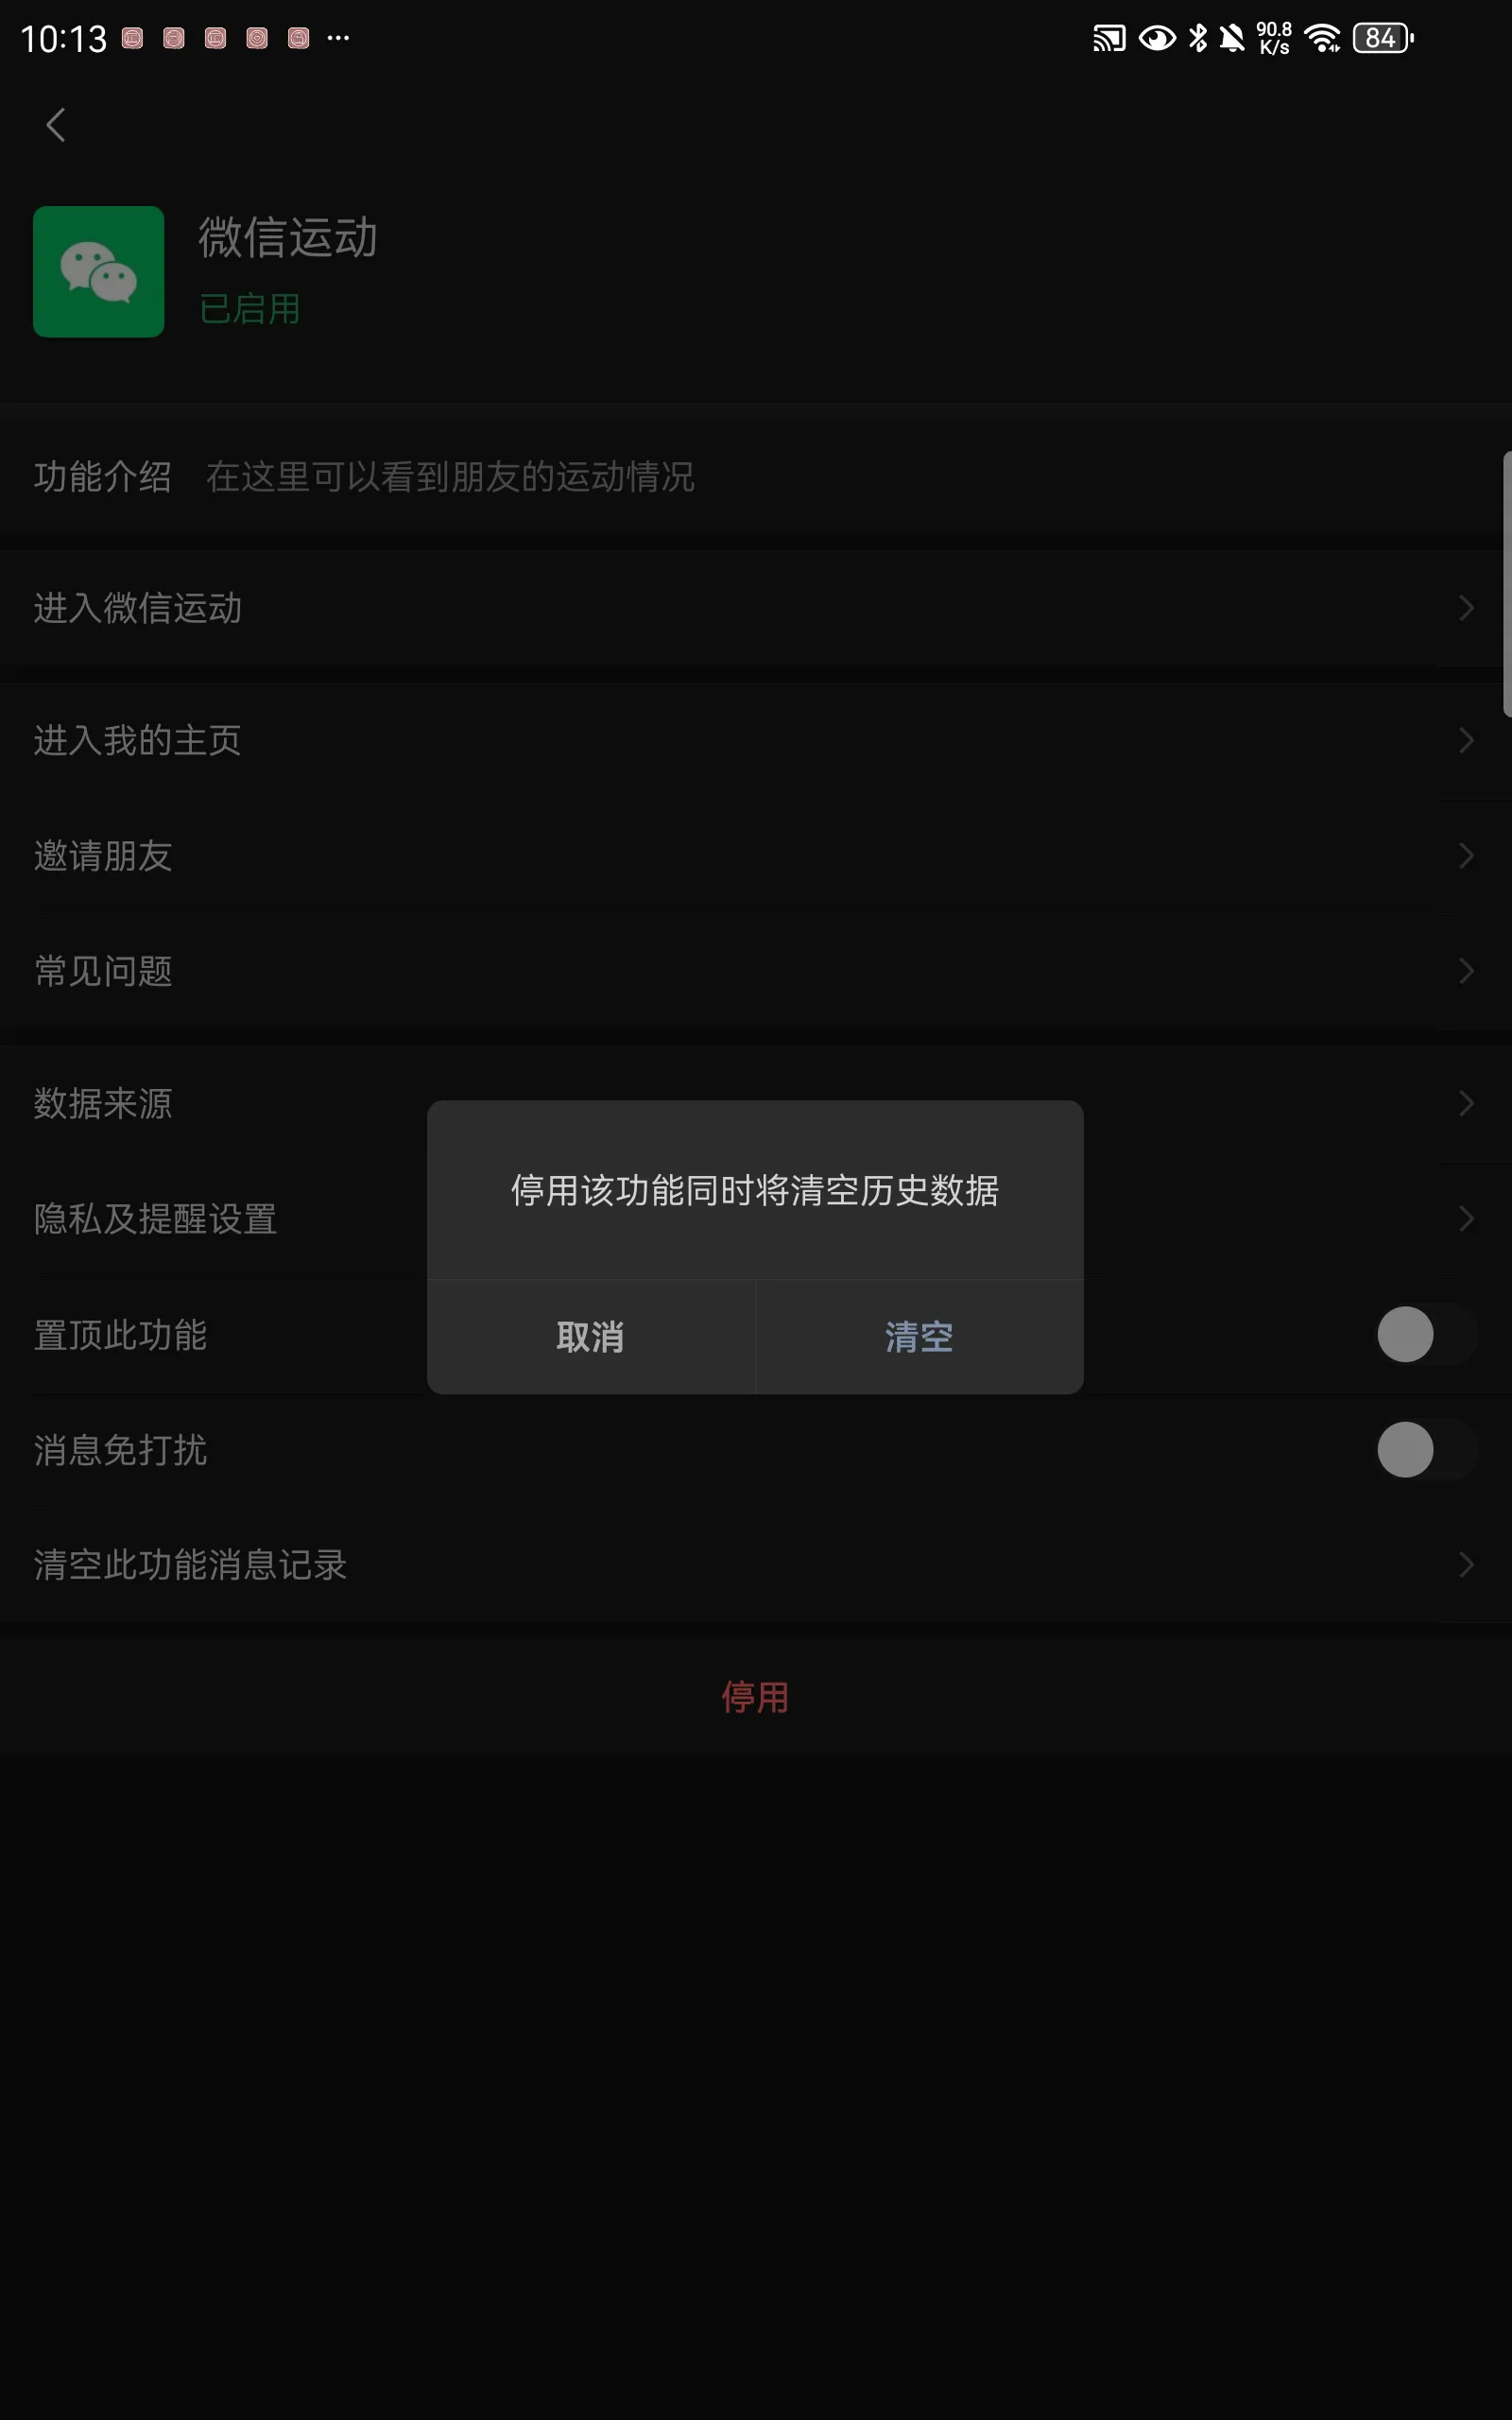 10:13
90.8
K/s
84
微信运动
已启用
功能介绍 在这里可以看到朋友的运动情况
进入微信运动
进入我的主页
邀请朋友
常见问题
数据来源
隐私及提醒设置
停用该功能同时将清空历史数据
取消 清空
置顶此功能
消息免打扰
清空此功能消息记录
停用